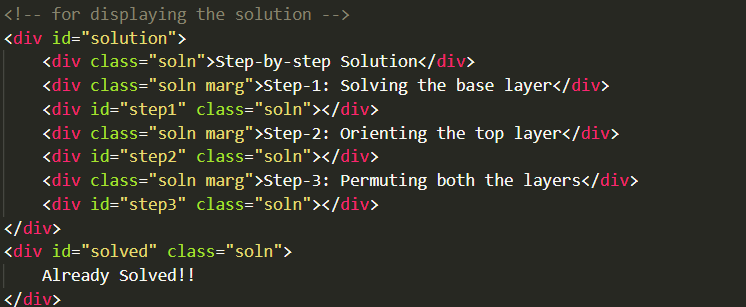 <!-- for displaying the solution -->
<div id="solution">
    <div class="soln">Step-by-step Solution</div>
    <div class="soln marg">Step-1: Solving the base layer</div>
    <div id="step1" class="soln"></div>
    <div class="soln marg">Step-2: Orienting the top layer</div>
    <div id="step2" class="soln"></div>
    <div class="soln marg">Step-3: Permuting both the layers</div>
    <div id="step3" class="soln"></div>
</div>
<div id="solved" class="soln">
    Already Solved!!
</div>